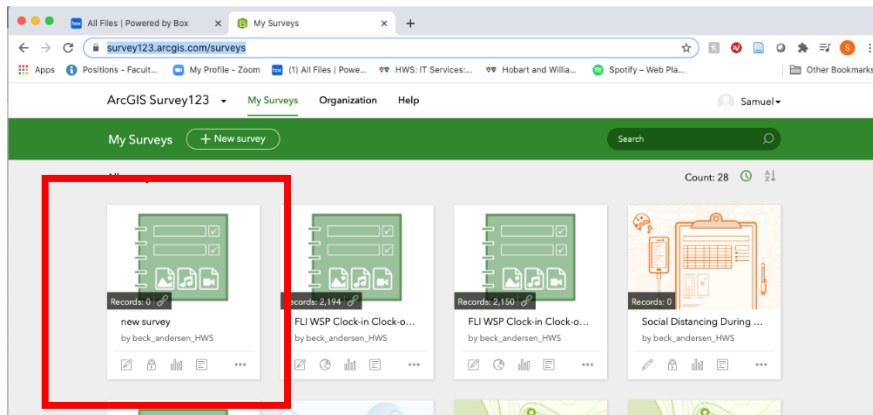 All Files | Powered by Box
My Surveys
survey123.arcgis.com/surveys
S
Apps
Positions - Facult...
My Profile - Zoom
(1) All Files | Powe...
HWS: IT Services:...
Hobart and Willia...
Spotify – Web Pla...
Other Bookmarks
ArcGIS Survey123
My Surveys
Organization
Help
Samuel
My Surveys
+ New survey
Search
Count: 28
Records: 0
Records: 2,194
Records: 2,150
Records: 0
new survey
FLI WSP Clock-in Clock-o...
FLI WSP Clock-in Clock-o...
Social Distancing During ...
by beck_andersen_HWS
by beck_andersen_HWS
by beck_andersen_HWS
by beck_andersen_HWS